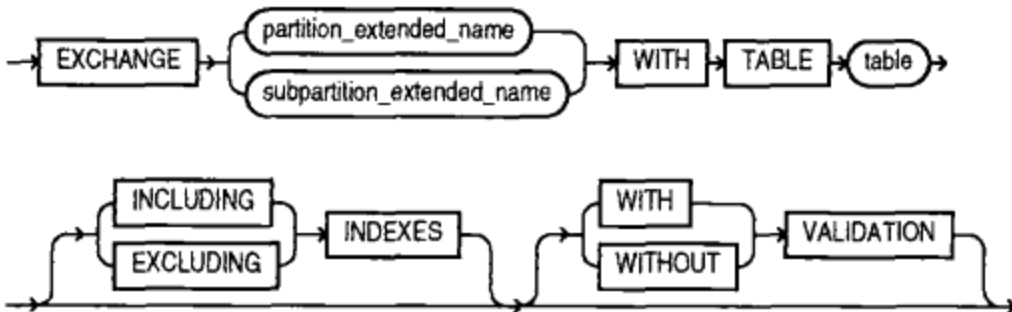 partition_extended_name
EXCHANGE WITH TABLE table
subpartition_extended_name
INCLUDING WITH
INDEXES VALIDATION
EXCLUDING WITHOUT